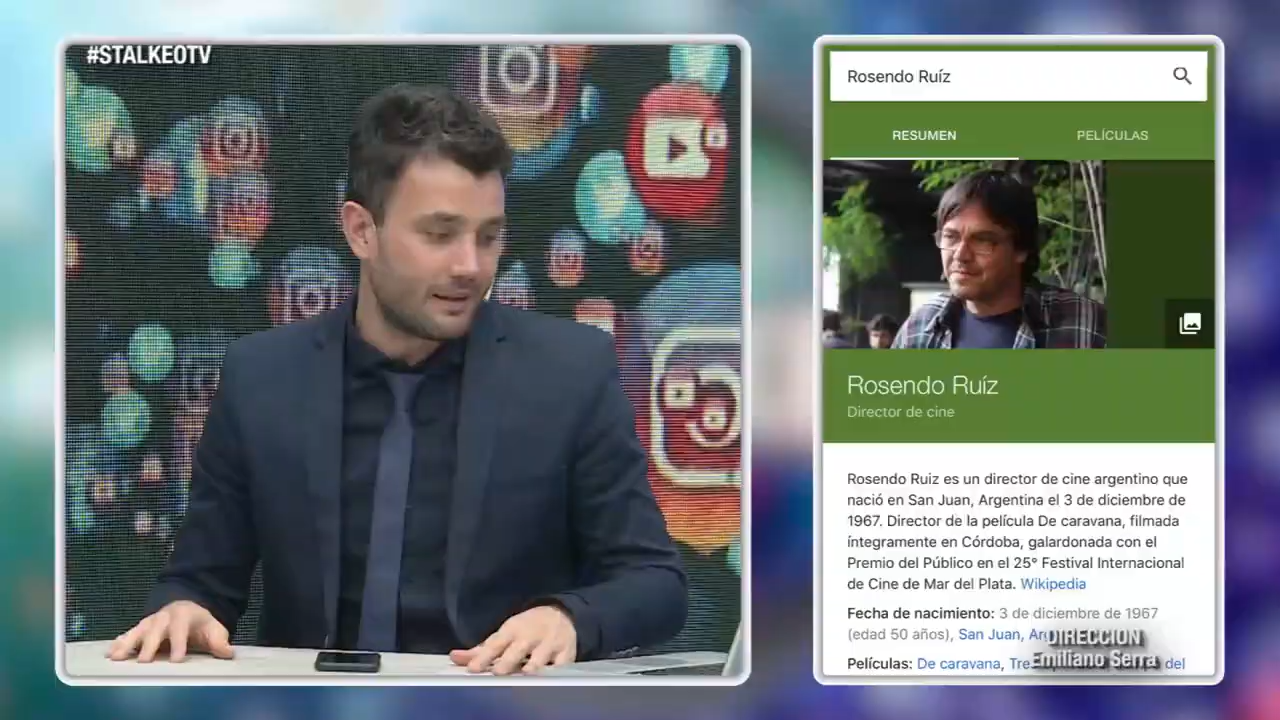 #STALKEOTV
Rosendo Ruíz
RESUMEN
PELÍCULAS
Rosendo Ruíz
Director de cine
Rosendo Ruiz es un director de cine argentino que
nació en San Juan, Argentina el 3 de diciembre de
1967. Director de la película De caravana, filmada
íntegramente en Córdoba, galardonada con el
Premio del Público en el 25° Festival Internacional
de Cine de Mar del Plata. Wikipedia
Fecha de nacimiento: 3 de diciembre de 1967
(edad 50 años), San Juan,
DIRECCION
Emiliano Serra
Películas: De caravana, del